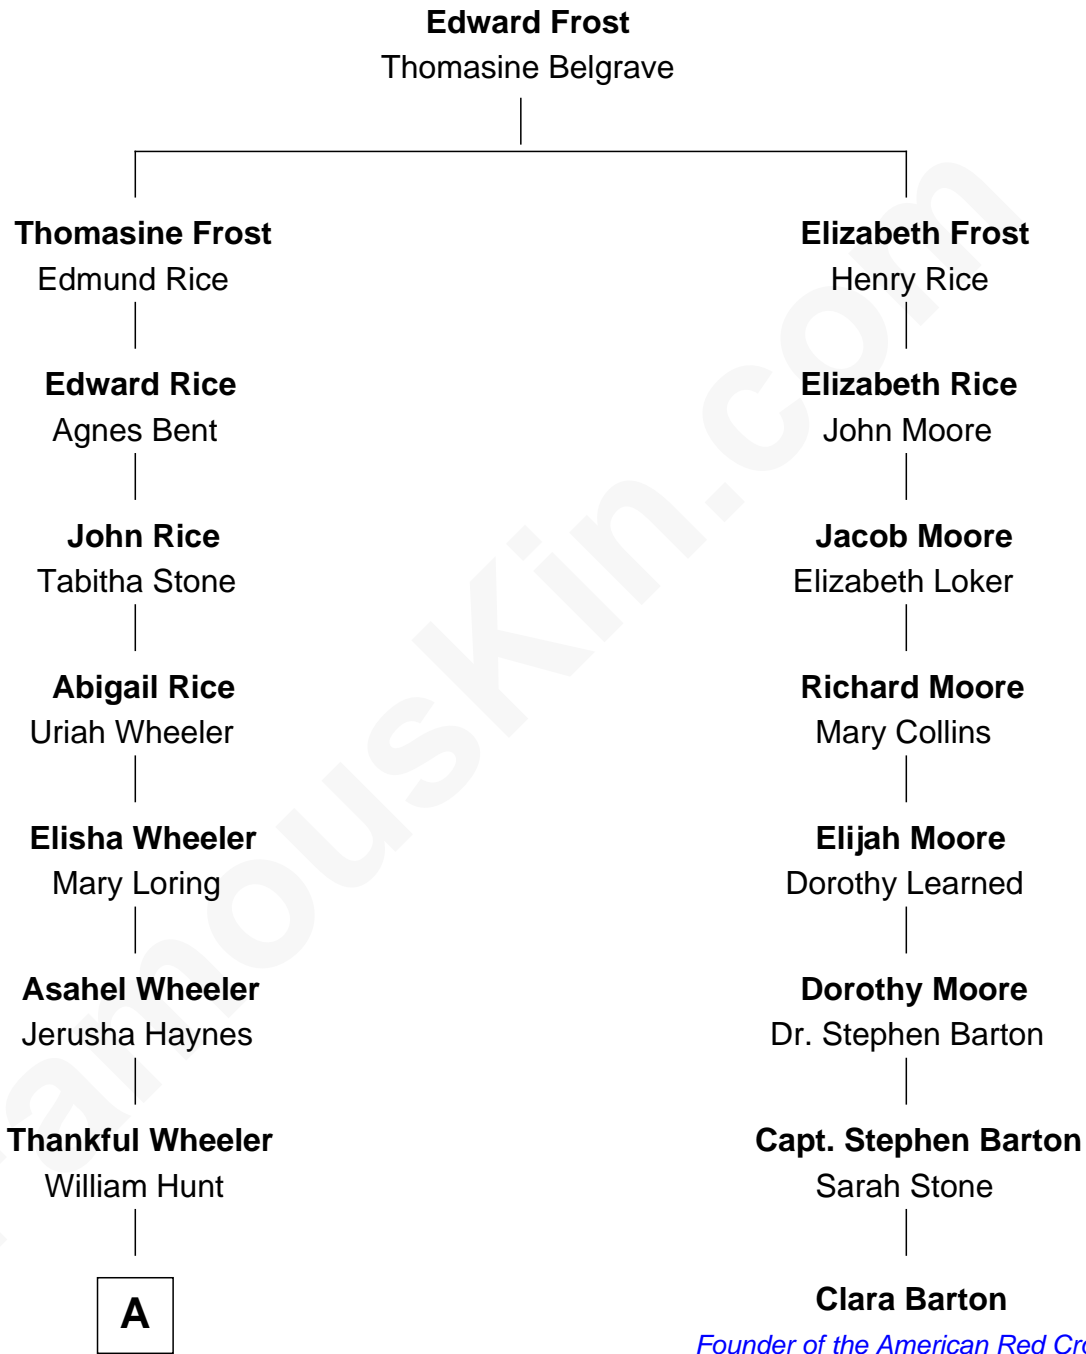 Edward Frost
Thomasine Belgrave
Thomasine Frost
Edmund Rice
Elizabeth Frost
Henry Rice
Edward Rice
Agnes Bent
Elizabeth Rice
John Moore
John Rice
Tabitha Stone
Jacob Moore
Elizabeth Loker
Abigail Rice
Uriah Wheeler
Richard Moore
Mary Collins
Elisha Wheeler
Mary Loring
Elijah Moore
Dorothy Learned
Asahel Wheeler
Jerusha Haynes
Dorothy Moore
Dr. Stephen Barton
Thankful Wheeler
William Hunt
Capt. Stephen Barton
Sarah Stone
A
Clara Barton
Founder of the American Red Cro
FamousKin.com